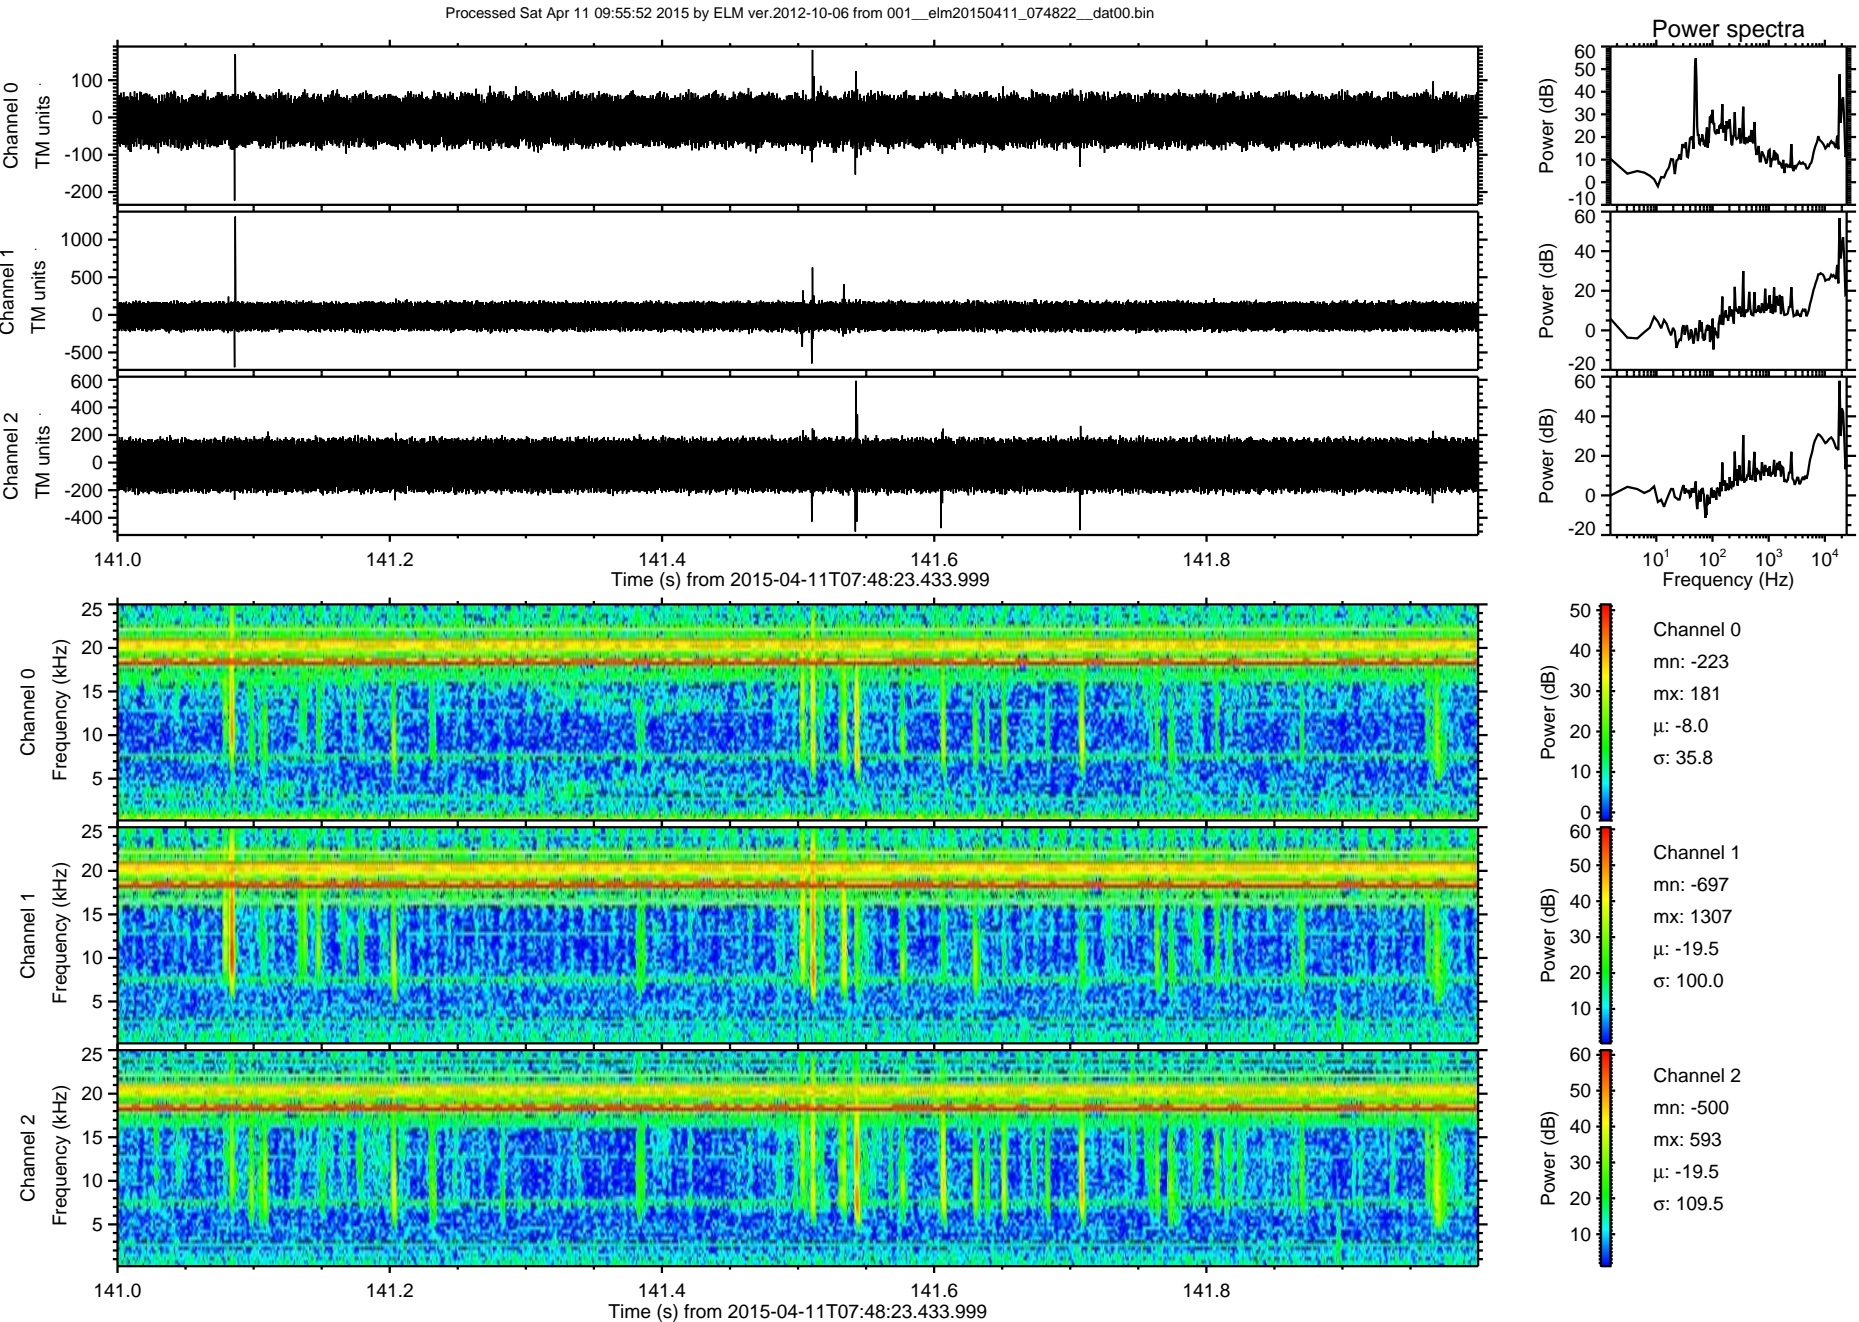 Processed Sat Apr 11 09:55:52 2015 by ELM ver.2012-10-06 from 001__elm20150411_074822__dat00.bin
Power spectra
Channel 0
TM units
100
0
-100
-200
Power (dB)
60
50
40
30
20
10
0
-10
Channel 1
TM units
1000
500
0
-500
Power (dB)
60
40
20
0
-20
Channel 2
TM units
600
400
200
0
-200
-400
Power (dB)
60
40
20
0
-20
141.0 141.2 141.4 141.6 141.8
Time (s) from 2015-04-11T07:48:23.433.999
10^1 10^2 10^3 10^4
Frequency (Hz)
Channel 0
Frequency (kHz)
25
20
15
10
5
Power (dB)
50
40
30
20
10
0
Channel 0
mn: -223
mx: 181
μ: -8.0
σ: 35.8
Channel 1
Frequency (kHz)
25
20
15
10
5
Power (dB)
60
50
40
30
20
10
Channel 1
mn: -697
mx: 1307
μ: -19.5
σ: 100.0
Channel 2
Frequency (kHz)
25
20
15
10
5
Power (dB)
60
50
40
30
20
10
Channel 2
mn: -500
mx: 593
μ: -19.5
σ: 109.5
141.0 141.2 141.4 141.6 141.8
Time (s) from 2015-04-11T07:48:23.433.999